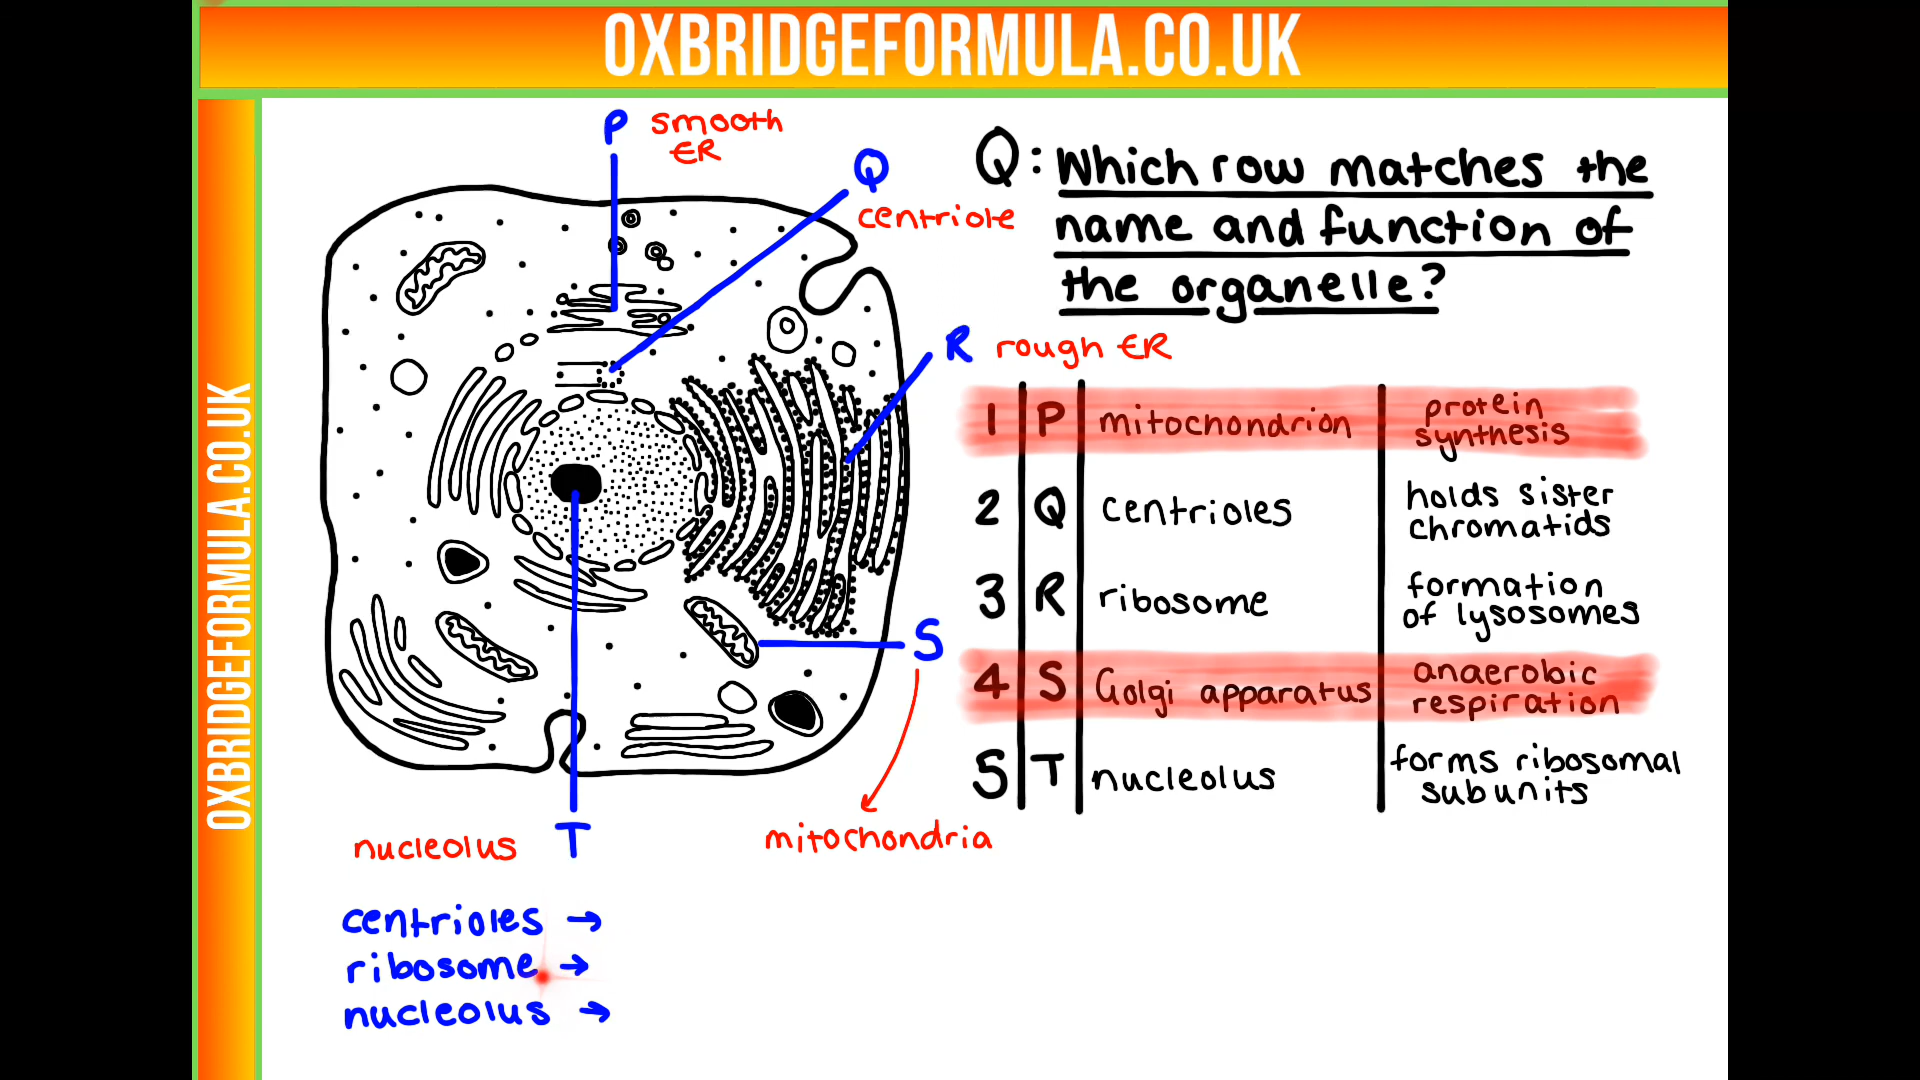 OXBRIDGEFORMULA.CO.UK
OXBRIDGEFORMULA.CO.UK
P smooth
ER
Q
centriole
R rough ER
S
mitochondria
nucleolus T
centrioles →
ribosome →
nucleolus →
Q: Which row matches the
name and function of
the organelle?
1 P mitochondrion protein
synthesis
2 Q centrioles holds sister
chromatids
3 R ribosome formation
of lysosomes
4 S Golgi apparatus anaerobic
respiration
5 T nucleolus forms ribosomal
subunits